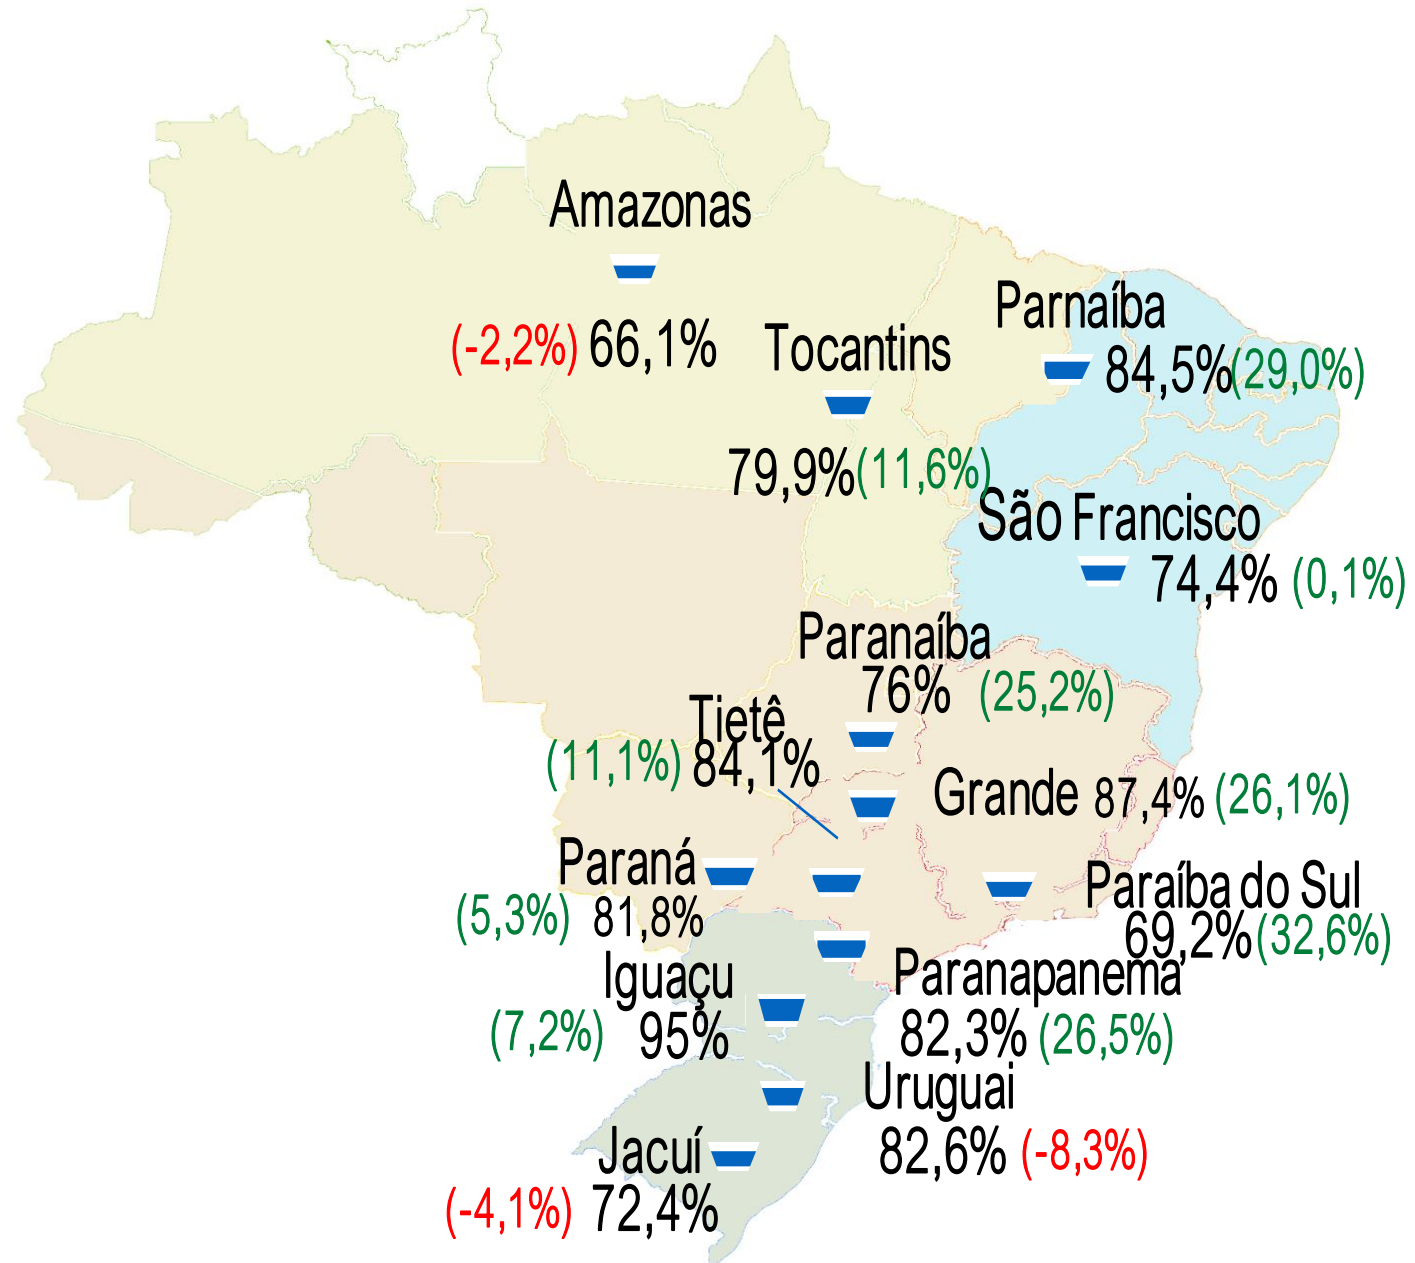 Amazonas
(-2,2%) 66,1%
Parnaíba
84,5% (29,0%)
Tocantins
79,9% (11,6%)
São Francisco
74,4% (0,1%)
Paranaíba
76% (25,2%)
Tietê
(11,1%) 84,1%
Grande 87,4% (26,1%)
Paraná
(5,3%) 81,8%
Paraíba do Sul
69,2% (32,6%)
Iguaçu
(7,2%) 95%
Paranapanema
82,3% (26,5%)
Uruguai
82,6% (-8,3%)
Jacuí
(-4,1%) 72,4%